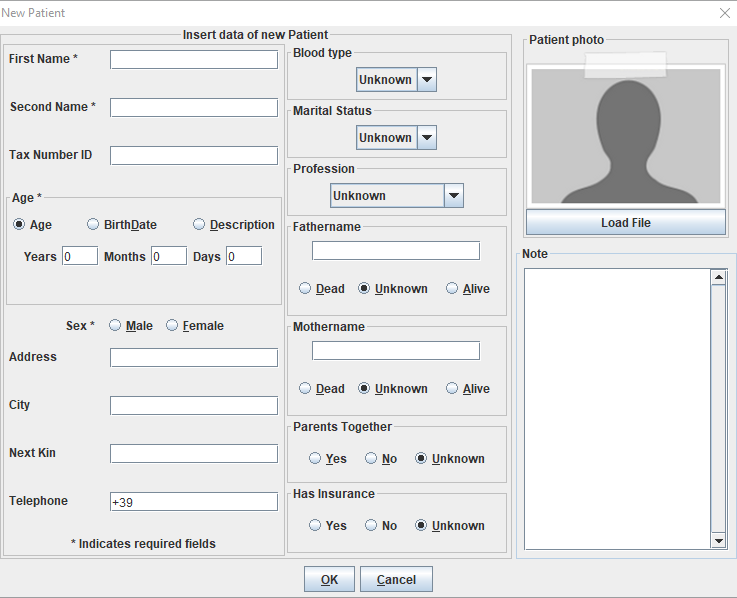 New Patient
Insert data of new Patient
First Name *
Second Name *
Tax Number ID
Age *
Age BirthDate Description
Years 0 Months 0 Days 0
Sex * Male Female
Address
City
Next Kin
Telephone +39
* Indicates required fields
Blood type
Unknown
Marital Status
Unknown
Profession
Unknown
Fathername
Dead Unknown Alive
Mothername
Dead Unknown Alive
Parents Together
Yes No Unknown
Has Insurance
Yes No Unknown
Patient photo
Load File
Note
OK Cancel